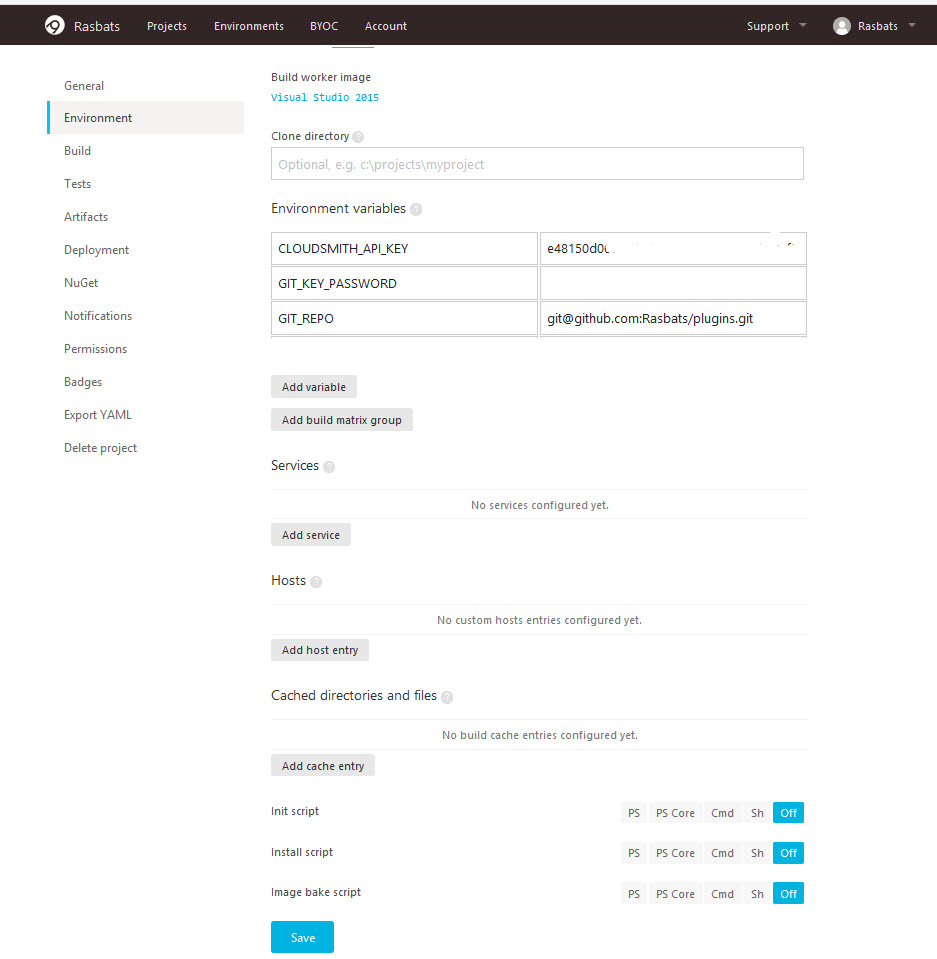 Rasbats Projects Environments BYOC Account Support Rasbats
General
Environment
Build
Tests
Artifacts
Deployment
NuGet
Notifications
Permissions
Badges
Export YAML
Delete project
Build worker image
Visual Studio 2015
Clone directory ?
Optional, e.g. c:\projects\myproject
Environment variables ?
CLOUDSMITH_API_KEY e48150d0
GIT_KEY_PASSWORD
GIT_REPO git@github.com:Rasbats/plugins.git
Add variable
Add build matrix group
Services ?
No services configured yet.
Add service
Hosts ?
No custom hosts entries configured yet.
Add host entry
Cached directories and files ?
No build cache entries configured yet.
Add cache entry
Init script PS PS Core Cmd Sh Off
Install script PS PS Core Cmd Sh Off
Image bake script PS PS Core Cmd Sh Off
Save